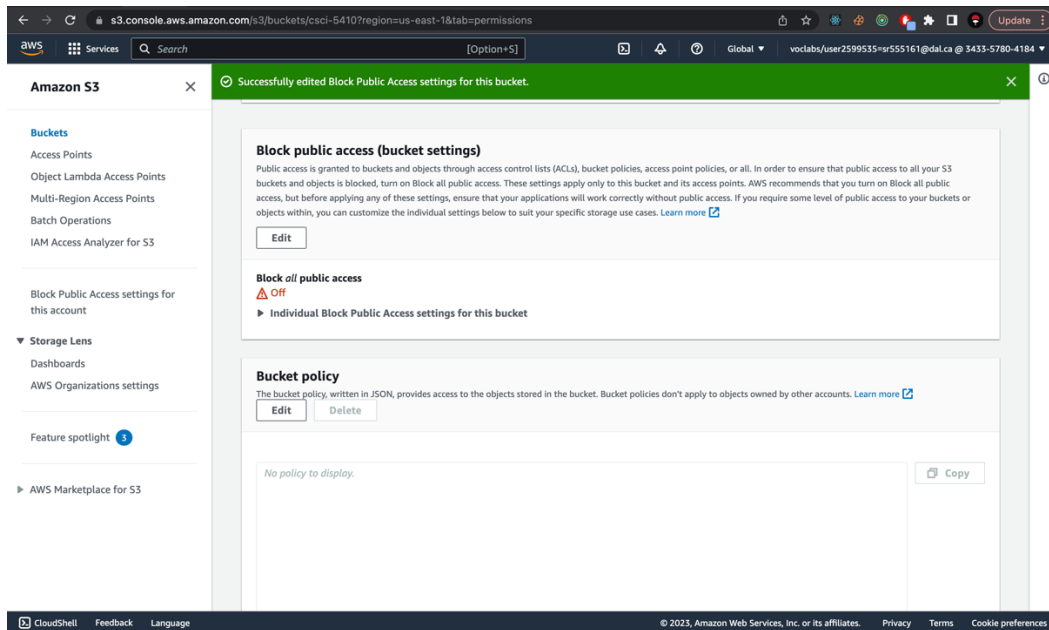 s3.console.aws.amazon.com/s3/buckets/csci-5410?region=us-east-1&tab=permissions
Update
aws
Services
Search
[Option+S]
Global
voclabs/user2599535=sr555161@dal.ca @ 3433-5780-4184
Amazon S3
Successfully edited Block Public Access settings for this bucket.
Buckets
Access Points
Object Lambda Access Points
Multi-Region Access Points
Batch Operations
IAM Access Analyzer for S3
Block Public Access settings for
this account
Storage Lens
Dashboards
AWS Organizations settings
Feature spotlight 3
AWS Marketplace for S3
Block public access (bucket settings)
Public access is granted to buckets and objects through access control lists (ACLs), bucket policies, access point policies, or all. In order to ensure that public access to all your S3
buckets and objects is blocked, turn on Block all public access. These settings apply only to this bucket and its access points. AWS recommends that you turn on Block all public
access, but before applying any of these settings, ensure that your applications will work correctly without public access. If you require some level of public access to your buckets or
objects within, you can customize the individual settings below to suit your specific storage use cases. Learn more
Edit
Block all public access
Off
Individual Block Public Access settings for this bucket
Bucket policy
The bucket policy, written in JSON, provides access to the objects stored in the bucket. Bucket policies don't apply to objects owned by other accounts. Learn more
Edit
Delete
No policy to display.
Copy
CloudShell
Feedback
Language
© 2023, Amazon Web Services, Inc. or its affiliates.
Privacy
Terms
Cookie preferences